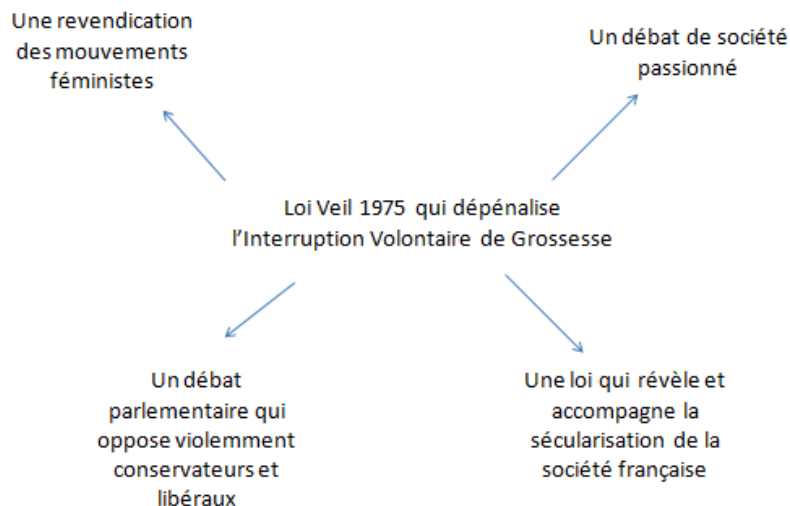 Une revendication
des mouvements
féministes
Un débat de société
passionné
Loi Veil 1975 qui dépénalise
l'Interruption Volontaire de Grossesse
Un débat
parlementaire qui
oppose violemment
conservateurs et
libéraux
Une loi qui révèle et
accompagne la
sécularisation de la
société française